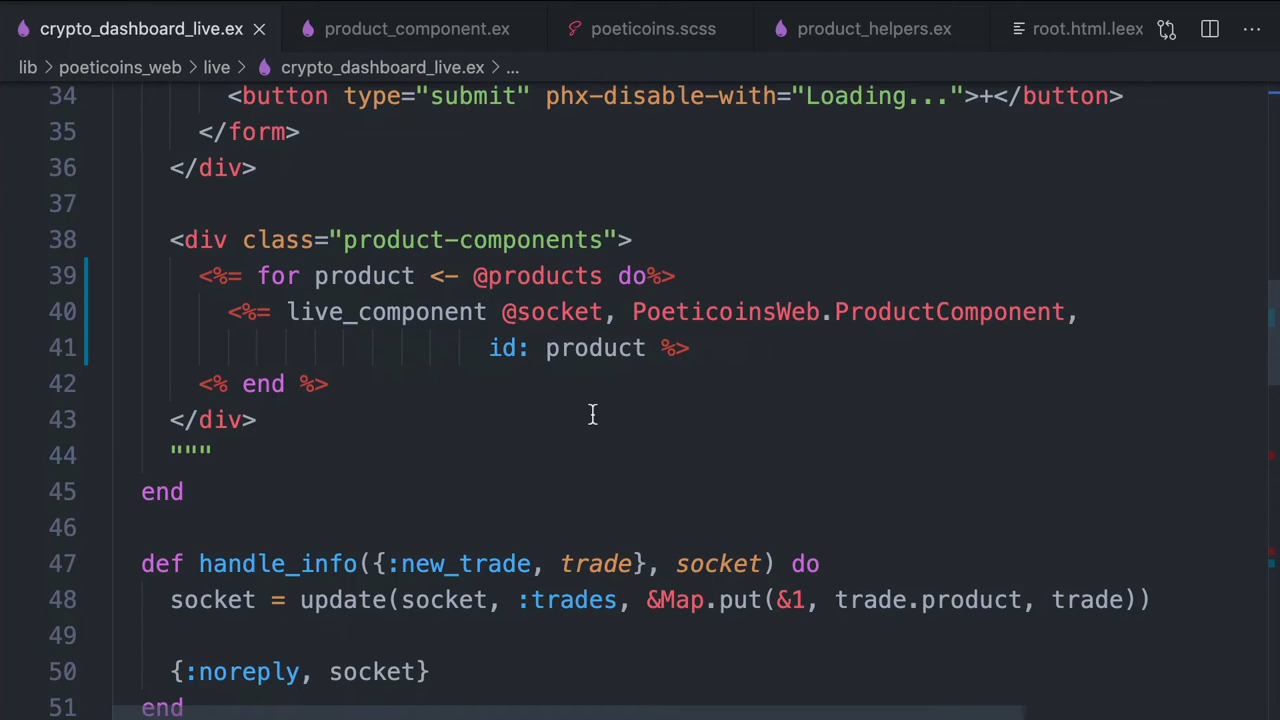 crypto_dashboard_live.ex
product_component.ex
poeticoins.scss
product_helpers.ex
root.html.leex
lib > poeticoins_web > live > crypto_dashboard_live.ex > ...
34 <button type="submit" phx-disable-with="Loading...">+</button>
35 </form>
36 </div>
37
38 <div class="product-components">
39 <%= for product <- @products do%>
40 <%= live_component @socket, PoeticoinsWeb.ProductComponent,
41 id: product %>
42 <% end %>
43 </div>
44 """
45 end
46
47 def handle_info({:new_trade, trade}, socket) do
48 socket = update(socket, :trades, &Map.put(&1, trade.product, trade))
49
50 {:noreply, socket}
51 end